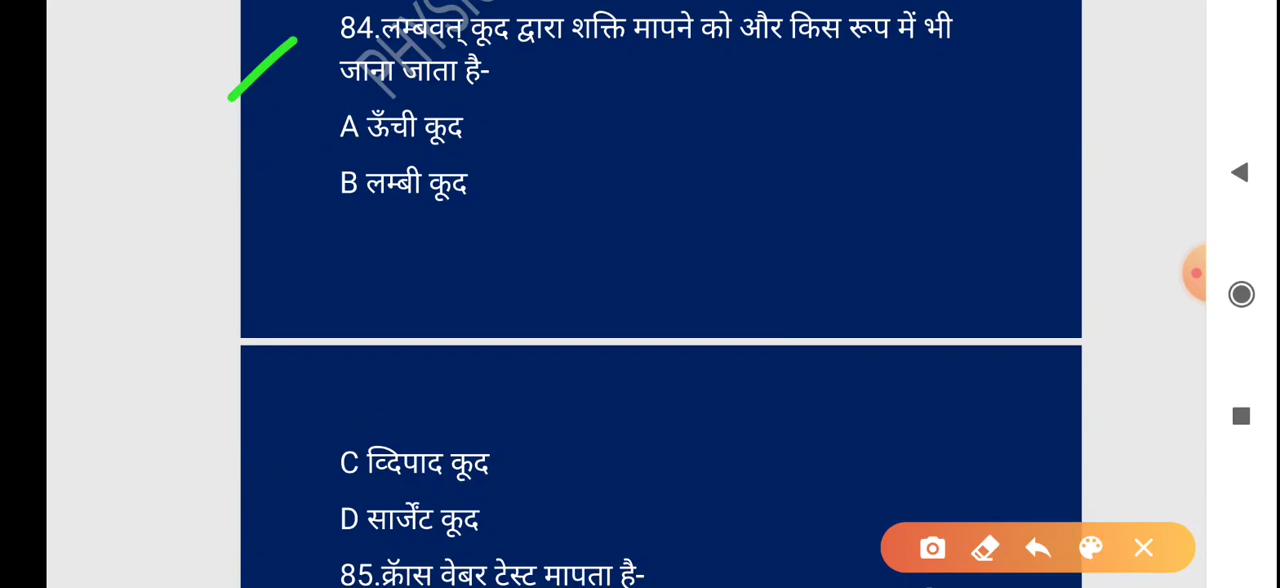 84.लम्बवत् कूद द्वारा शक्ति मापने को और किस रूप में भी
जाना जाता है-
A ऊँची कूद
B लम्बी कूद
C व्दिपाद कूद
D सार्जेंट कूद
85.क्रॅास वेबर टेस्ट मापता है-